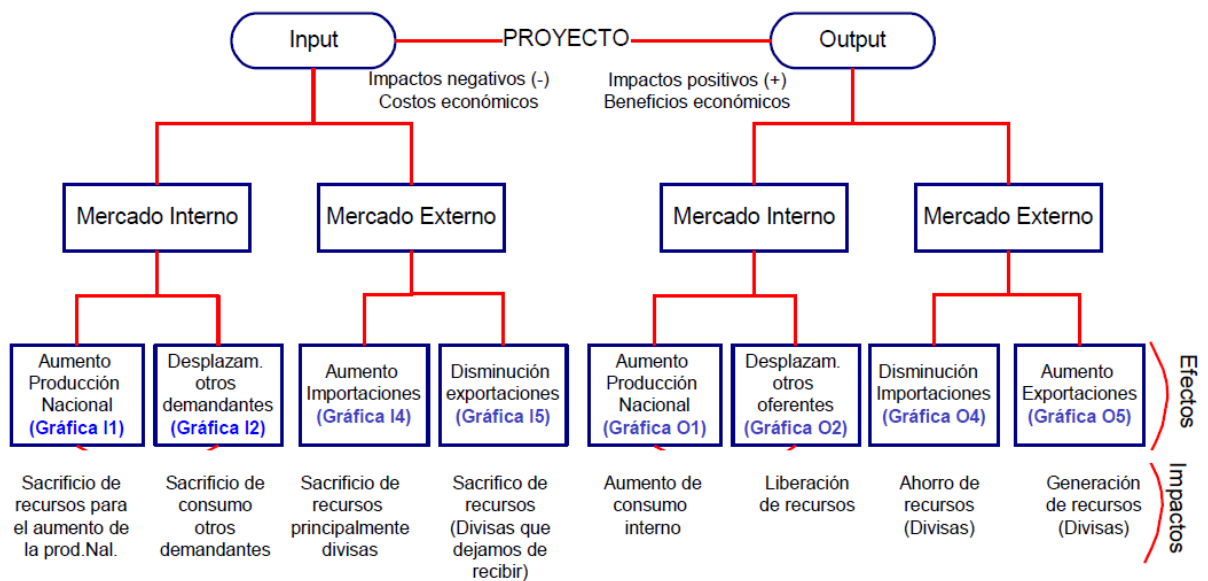 Input
PROYECTO
Output
Impactos negativos (-)
Costos económicos
Impactos positivos (+)
Beneficios económicos
Mercado Interno
Mercado Externo
Mercado Interno
Mercado Externo
Aumento
Producción
Nacional
(Gráfica I1)
Desplazam.
otros
demandantes
(Gráfica I2)
Aumento
Importaciones
(Gráfica I4)
Disminución
exportaciones
(Gráfica I5)
Aumento
Producción
Nacional
(Gráfica O1)
Desplazam.
otros
oferentes
(Gráfica O2)
Disminución
Importaciones
(Gráfica O4)
Aumento
Exportaciones
(Gráfica O5)
Efectos
Sacrificio de
recursos para
el aumento de
la prod.Nal.
Sacrificio de
consumo
otros
demandantes
Sacrificio de
recursos
principalmente
divisas
Sacrifico de
recursos
(Divisas que
dejamos de
recibir)
Aumento de
consumo
interno
Liberación
de recursos
Ahorro de
recursos
(Divisas)
Generación
de recursos
(Divisas)
Impactos